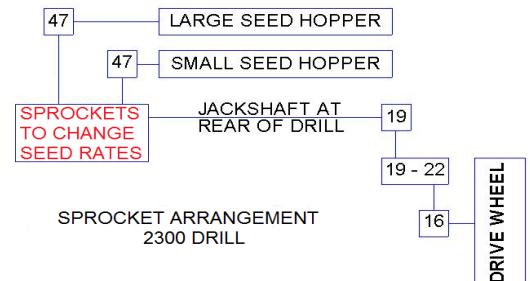 47
LARGE SEED HOPPER
47
SMALL SEED HOPPER
SPROCKETS
TO CHANGE
SEED RATES
JACKSHAFT AT
REAR OF DRILL
19
19 - 22
16
DRIVE WHEEL
SPROCKET ARRANGEMENT
2300 DRILL